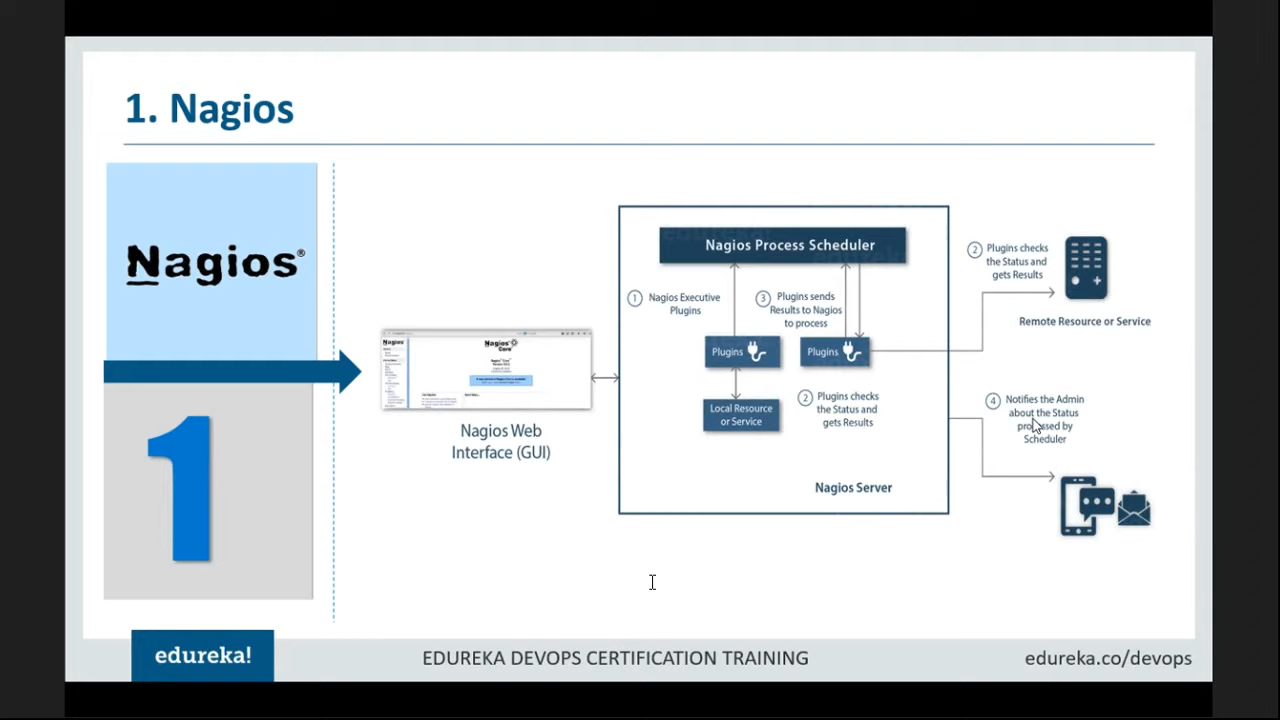 1. Nagios
Nagios®
1
Nagios
Nagios
Core
Nagios Web
Interface (GUI)
Nagios Process Scheduler
1
Nagios Executive
Plugins
3
Plugins sends
Results to Nagios
to process
Plugins
Plugins
Local Resource
or Service
2
Plugins checks
the Status and
gets Results
Nagios Server
2
Plugins checks
the Status and
gets Results
Remote Resource or Service
4
Notifies the Admin
about the Status
processed by
Scheduler
edureka!
EDUREKA DEVOPS CERTIFICATION TRAINING
edureka.co/devops